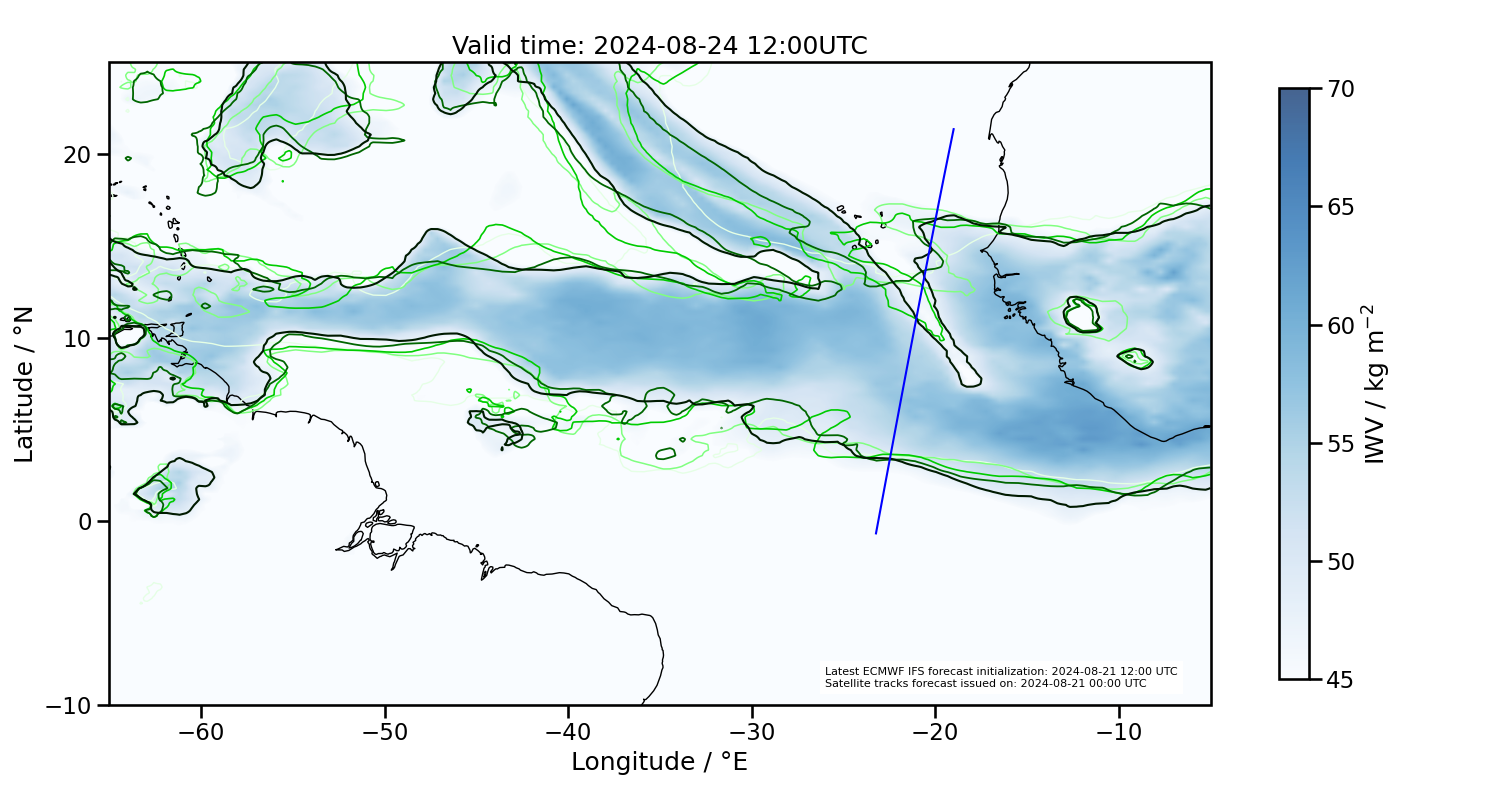 Valid time: 2024-08-24 12:00UTC
Latitude / °N
20
10
0
−10
−60
−50
−40
−30
−20
−10
Longitude / °E
Latest ECMWF IFS forecast initialization: 2024-08-21 12:00 UTC
Satellite tracks forecast issued on: 2024-08-21 00:00 UTC
70
65
60
55
50
45
IWV / kg m⁻²